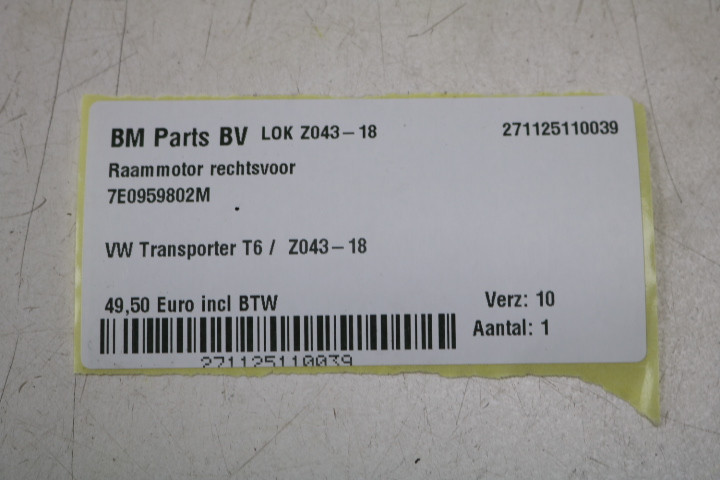 BM Parts BV LOK Z043-18 271125110039
Raammotor rechtsvoor
7E0959802M
VW Transporter T6 / Z043-18
49,50 Euro incl BTW Verz: 10
Aantal: 1
271125110039